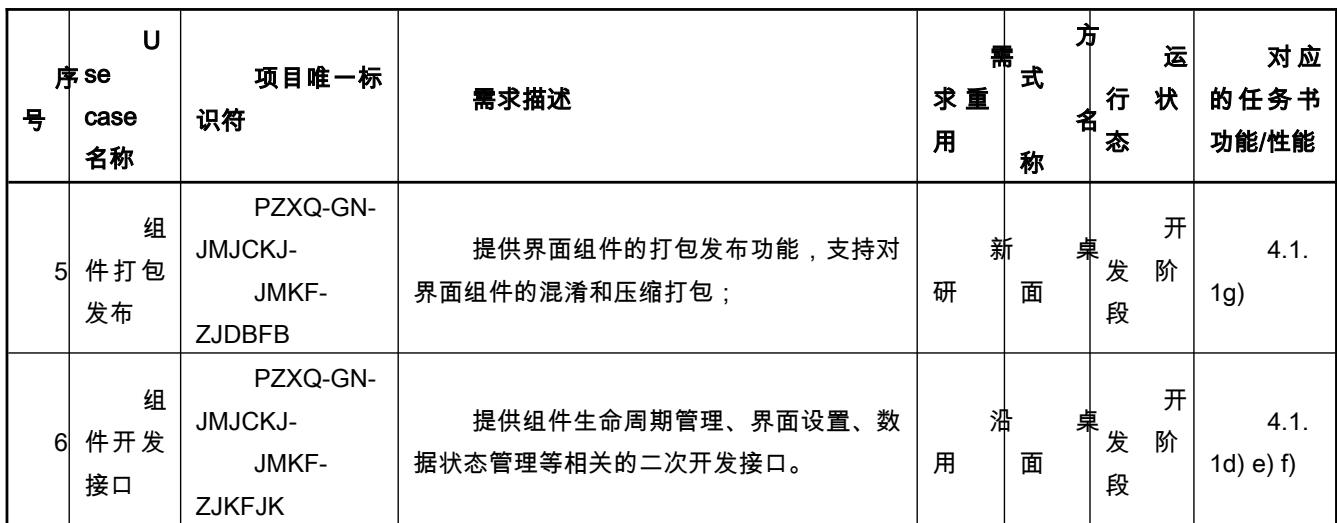 序号
Use case 名称
项目唯一标识符
需求描述
需求重用
方式名称
运行状态
对应的任务书功能/性能
5
组件打包发布
PZXQ-GN-JMJCKJ-
JMKF-ZJDBFB
提供界面组件的打包发布功能，支持对
界面组件的混淆和压缩打包；
新研
桌面
开发阶段
4.1.1g)
6
组件开发接口
PZXQ-GN-JMJCKJ-
JMKF-ZJKFJK
提供组件生命周期管理、界面设置、数
据状态管理等相关的二次开发接口。
沿用
桌面
开发阶段
4.1.1d) e) f)